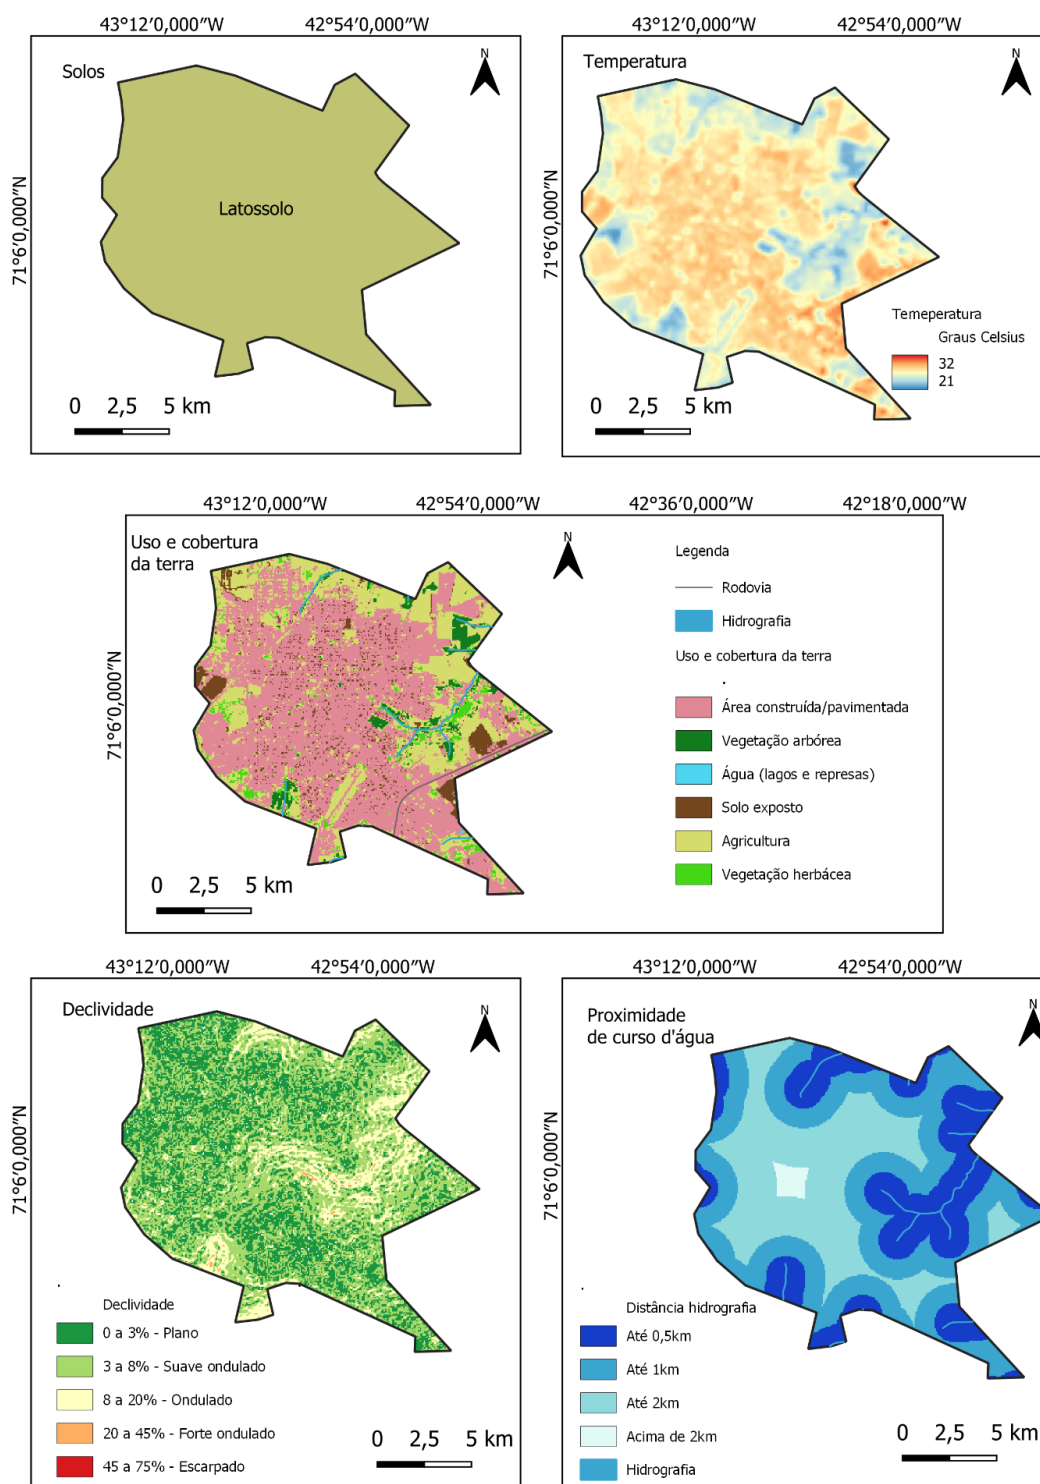 43°12′0,000″W 42°54′0,000″W
Solos
N
Latossolo
71°6′0,000″N
0 2,5 5 km
43°12′0,000″W 42°54′0,000″W
Temperatura
N
71°6′0,000″N
Temeperatura
Graus Celsius
32
21
0 2,5 5 km
43°12′0,000″W 42°54′0,000″W 42°36′0,000″W 42°18′0,000″W
Uso e cobertura
da terra
N
71°6′0,000″N
0 2,5 5 km
Legenda
Rodovia
Hidrografia
Uso e cobertura da terra
.
Área construída/pavimentada
Vegetação arbórea
Água (lagos e represas)
Solo exposto
Agricultura
Vegetação herbácea
43°12′0,000″W 42°54′0,000″W
Declividade
N
71°6′0,000″N
.
Declividade
0 a 3% - Plano
3 a 8% - Suave ondulado
8 a 20% - Ondulado
20 a 45% - Forte ondulado
45 a 75% - Escarpado
0 2,5 5 km
43°12′0,000″W 42°54′0,000″W
Proximidade
de curso d'água
N
71°6′0,000″N
.
Distância hidrografia
Até 0,5km
Até 1km
Até 2km
Acima de 2km
Hidrografia
0 2,5 5 km